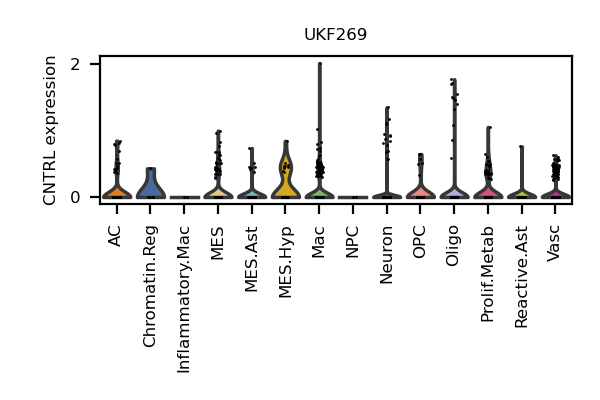 UKF269
CNTRL expression
2
0
AC
Chromatin.Reg
Inflammatory.Mac
MES
MES.Ast
MES.Hyp
Mac
NPC
Neuron
OPC
Oligo
Prolif.Metab
Reactive.Ast
Vasc